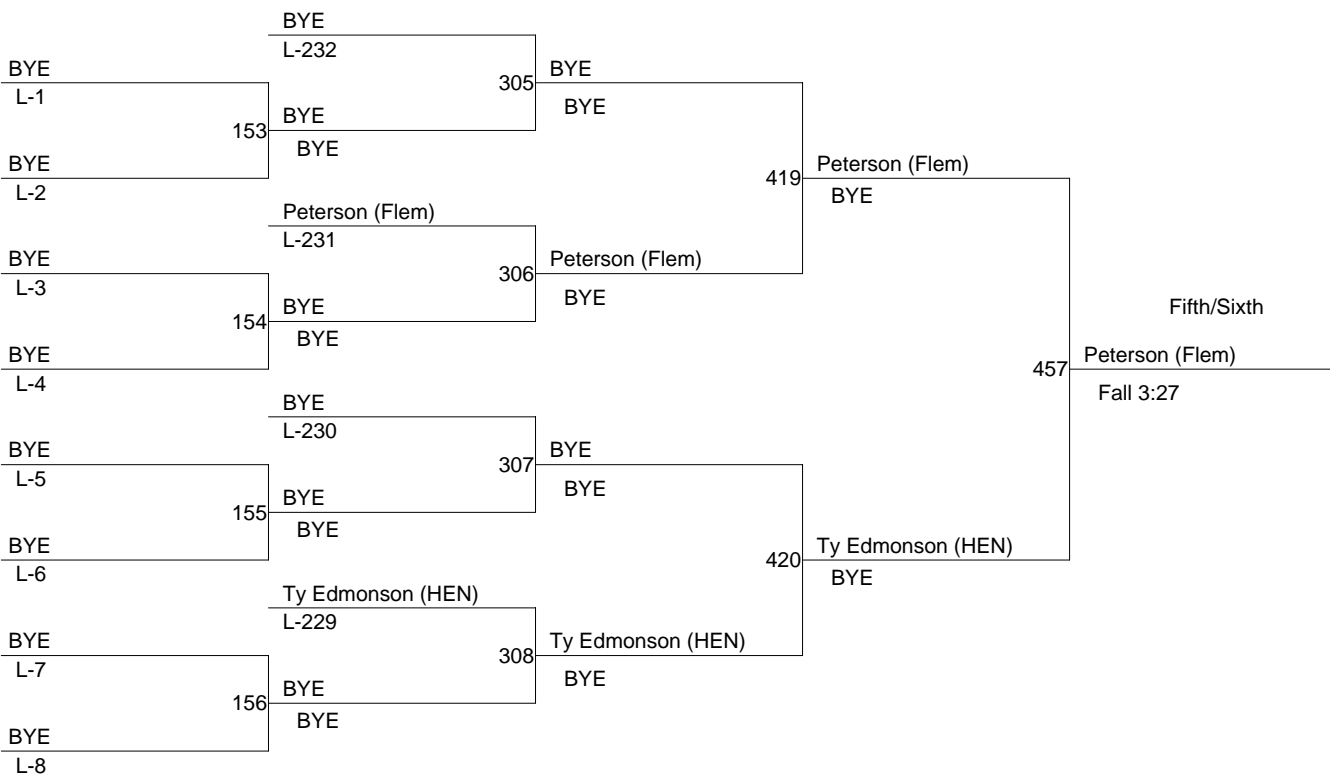 BYE
L-232
BYE
L-1
305
BYE
BYE
153
BYE
BYE
BYE
L-2
419
Peterson (Flem)
BYE
Peterson (Flem)
L-231
BYE
L-3
306
Peterson (Flem)
BYE
154
BYE
BYE
Fifth/Sixth
BYE
L-4
457
Peterson (Flem)
Fall 3:27
BYE
L-230
BYE
L-5
307
BYE
BYE
155
BYE
BYE
BYE
L-6
420
Ty Edmonson (HEN)
BYE
Ty Edmonson (HEN)
L-229
BYE
L-7
308
Ty Edmonson (HEN)
BYE
156
BYE
BYE
BYE
L-8